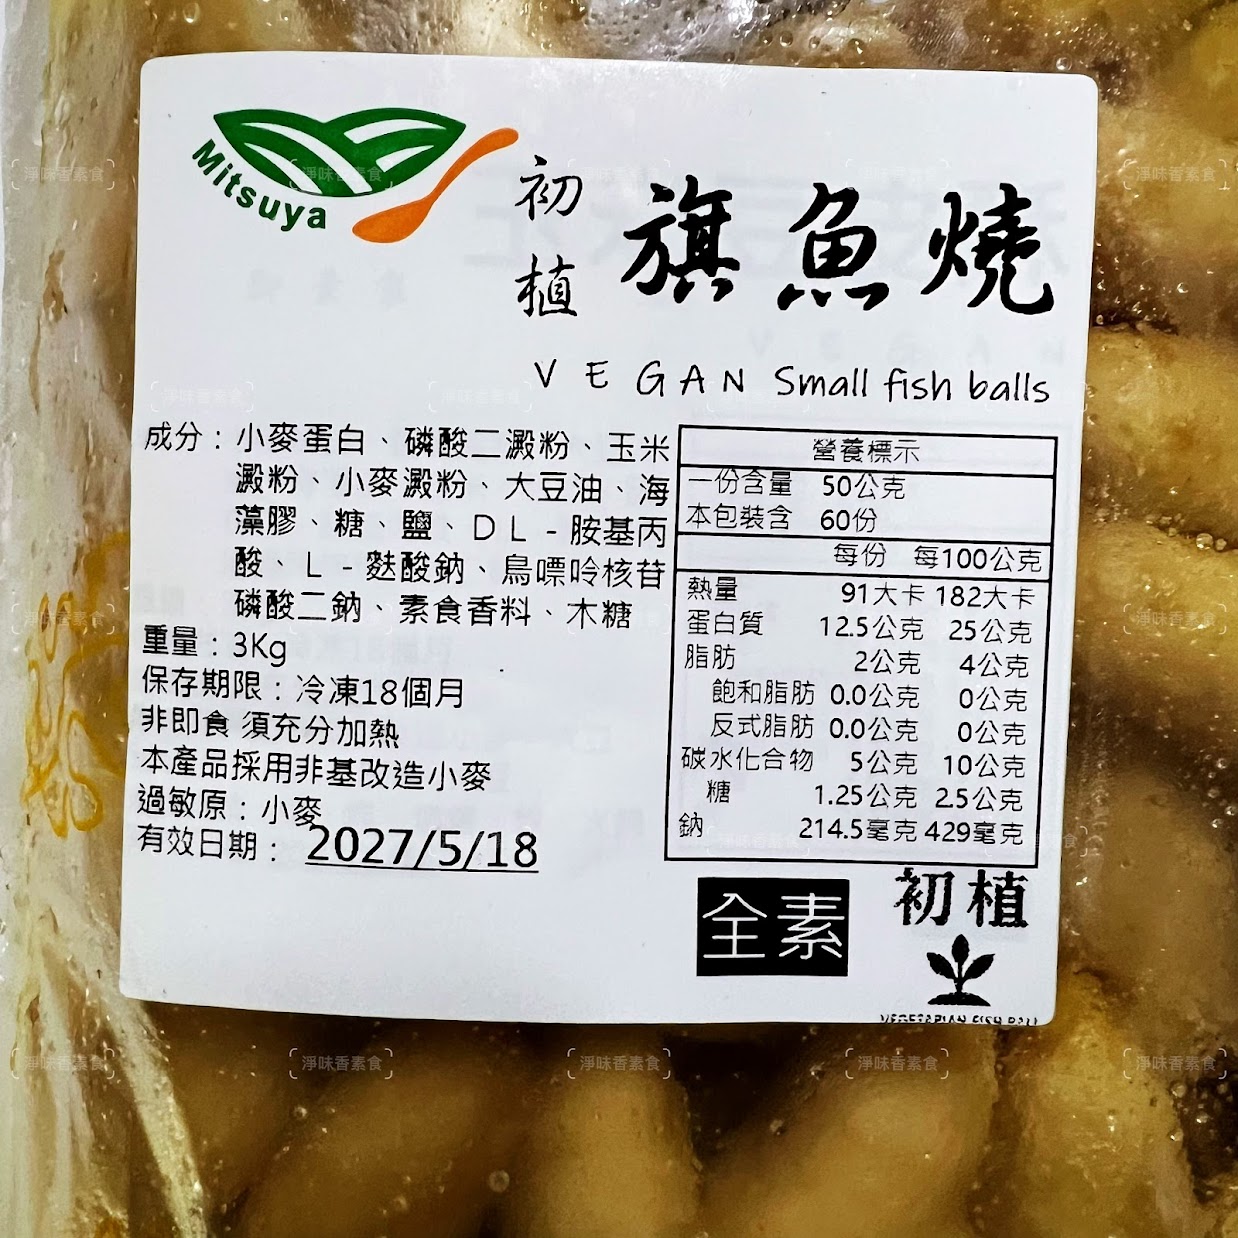 Mitsuya
初植
旗魚燒
VEGAN Small fish balls
成分：小麥蛋白、磷酸二澱粉、玉米
澱粉、小麥澱粉、大豆油、海
藻膠、糖、鹽、DL-胺基丙
酸、L-麩酸鈉、鳥嘌呤核苷
磷酸二鈉、素食香料、木糖
重量：3Kg
保存期限：冷凍18個月
非即食 須充分加熱
本產品採用非基改造小麥
過敏原：小麥
有效日期：2027/5/18
營養標示
一份含量 50公克
本包裝含 60份
每份 每100公克
熱量 91大卡 182大卡
蛋白質 12.5公克 25公克
脂肪 2公克 4公克
飽和脂肪 0.0公克 0公克
反式脂肪 0.0公克 0公克
碳水化合物 5公克 10公克
糖 1.25公克 2.5公克
鈉 214.5毫克 429毫克
全素
初植
VEGETARIAN FISH BALL
淨味香素食